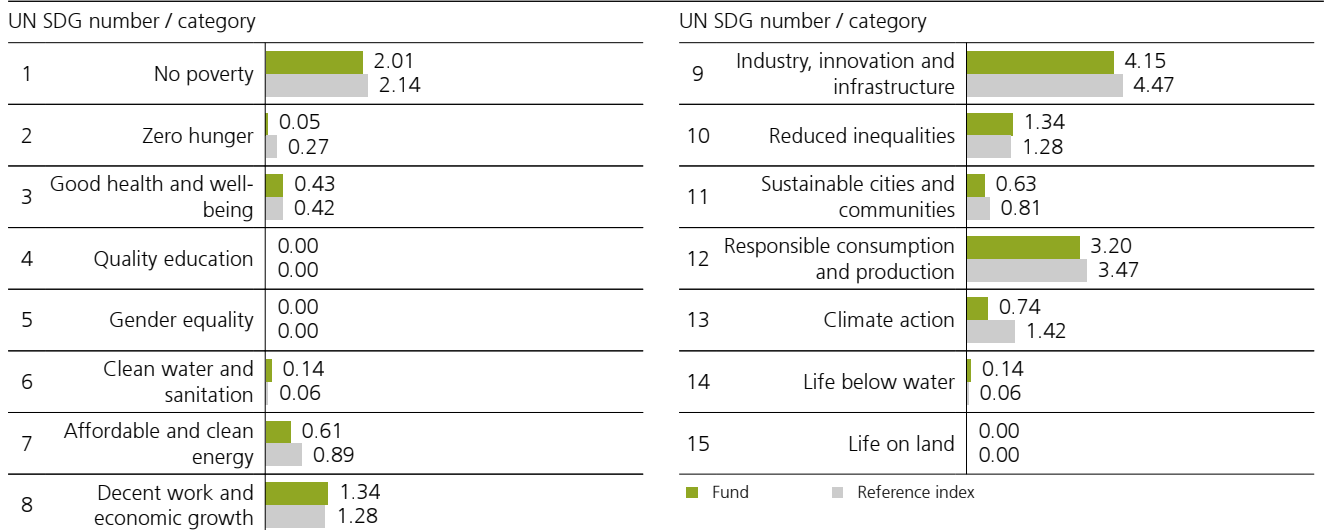 UN SDG number / category
1 No poverty 2.01
2.14
2 Zero hunger 0.05
0.27
3 Good health and well-
being 0.43
0.42
4 Quality education 0.00
0.00
5 Gender equality 0.00
0.00
6 Clean water and
sanitation 0.14
0.06
7 Affordable and clean
energy 0.61
0.89
8 Decent work and
economic growth 1.34
1.28
UN SDG number / category
9 Industry, innovation and
infrastructure 4.15
4.47
10 Reduced inequalities 1.34
1.28
11 Sustainable cities and
communities 0.63
0.81
12 Responsible consumption
and production 3.20
3.47
13 Climate action 0.74
1.42
14 Life below water 0.14
0.06
15 Life on land 0.00
0.00
Fund Reference index